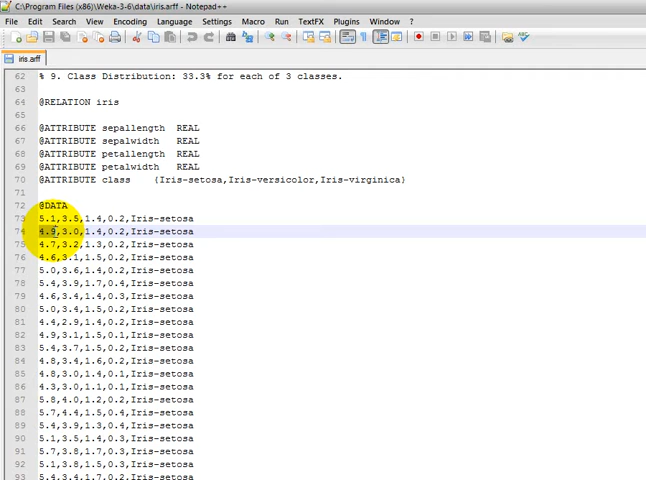 C:\Program Files (x86)\Weka-3-6\data\iris.arff - Notepad++
File Edit Search View Encoding Language Settings Macro Run TextFX Plugins Window ?
iris.arff
62 % 9. Class Distribution: 33.3% for each of 3 classes.
63
64 @RELATION iris
65
66 @ATTRIBUTE sepallength REAL
67 @ATTRIBUTE sepalwidth REAL
68 @ATTRIBUTE petallength REAL
69 @ATTRIBUTE petalwidth REAL
70 @ATTRIBUTE class {Iris-setosa,Iris-versicolor,Iris-virginica}
71
72 @DATA
73 5.1,3.5,1.4,0.2,Iris-setosa
74 4.9,3.0,1.4,0.2,Iris-setosa
75 4.7,3.2,1.3,0.2,Iris-setosa
76 4.6,3.1,1.5,0.2,Iris-setosa
77 5.0,3.6,1.4,0.2,Iris-setosa
78 5.4,3.9,1.7,0.4,Iris-setosa
79 4.6,3.4,1.4,0.3,Iris-setosa
80 5.0,3.4,1.5,0.2,Iris-setosa
81 4.4,2.9,1.4,0.2,Iris-setosa
82 4.9,3.1,1.5,0.1,Iris-setosa
83 5.4,3.7,1.5,0.2,Iris-setosa
84 4.8,3.4,1.6,0.2,Iris-setosa
85 4.8,3.0,1.4,0.1,Iris-setosa
86 4.3,3.0,1.1,0.1,Iris-setosa
87 5.8,4.0,1.2,0.2,Iris-setosa
88 5.7,4.4,1.5,0.4,Iris-setosa
89 5.4,3.9,1.3,0.4,Iris-setosa
90 5.1,3.5,1.4,0.3,Iris-setosa
91 5.7,3.8,1.7,0.3,Iris-setosa
92 5.1,3.8,1.5,0.3,Iris-setosa
93 5.4,3.4,1.7,0.2,Iris-setosa